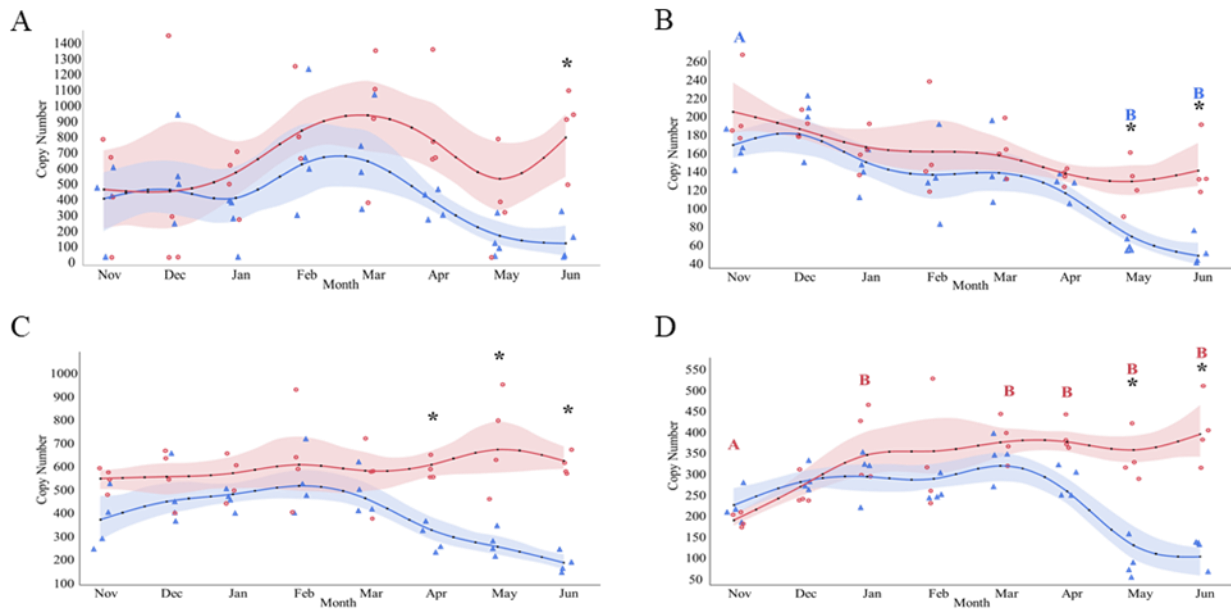 A
1400
1300
1200
1100
1000
900
800
700
600
500
400
300
200
100
0
Copy Number
Nov Dec Jan Feb Mar Apr May Jun
Month
*
B
260
240
220
200
180
160
140
120
100
80
60
40
Copy Number
Nov Dec Jan Feb Mar Apr May Jun
Month
A
B
*
B
*
C
1000
900
800
700
600
500
400
300
200
100
Copy Number
Nov Dec Jan Feb Mar Apr May Jun
Month
*
*
*
D
550
500
450
400
350
300
250
200
150
100
50
Copy Number
Nov Dec Jan Feb Mar Apr May Jun
Month
A
B
B
B
B
*
B
*